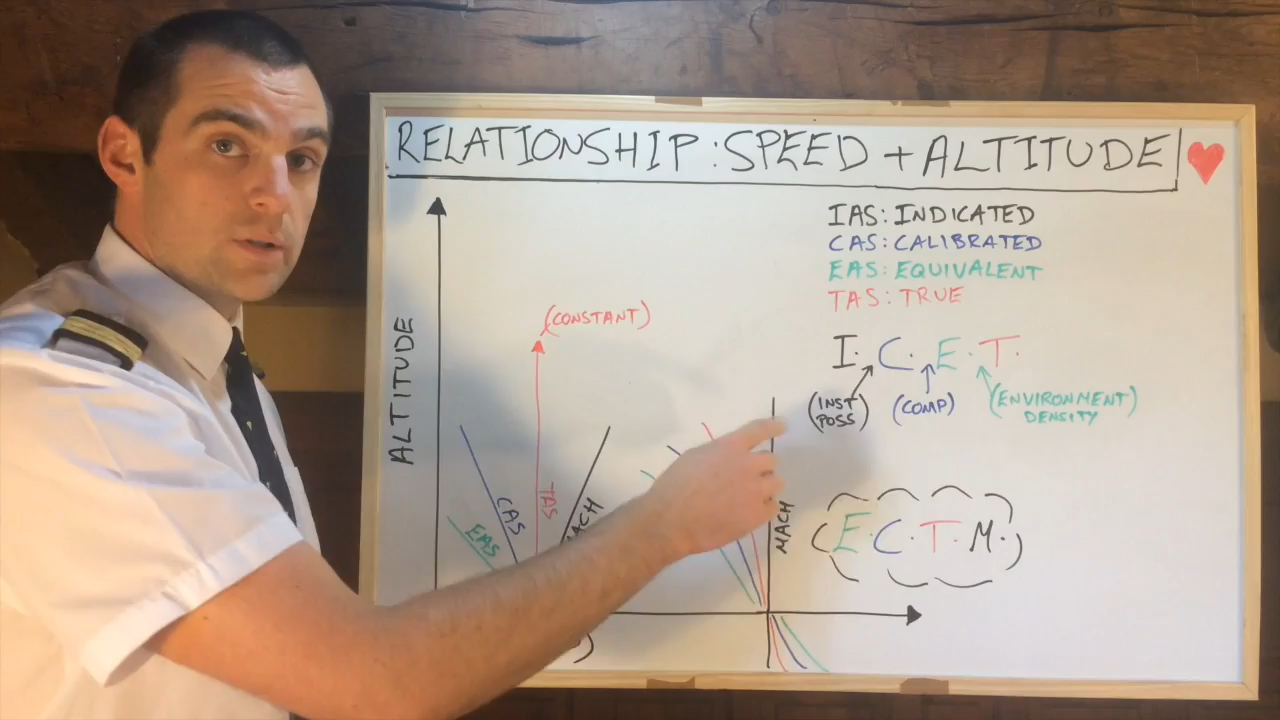 RELATIONSHIP: SPEED + ALTITUDE
IAS: INDICATED
CAS: CALIBRATED
EAS: EQUIVALENT
TAS: TRUE
I. C. E. T.
(INST POSS)
(COMP)
(ENVIRONMENT DENSITY)
E. C. T. M.
ALTITUDE
(CONSTANT)
EAS
CAS
TAS
MACH